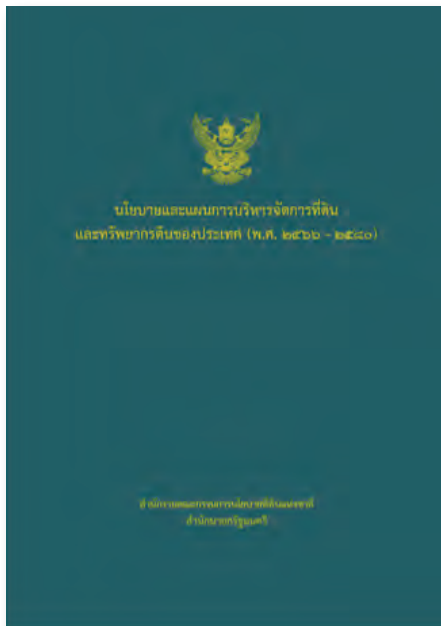 นโยบายและแผนการบริหารจัดการที่ดิน
และทรัพยากรดินของประเทศ (พ.ศ. ๒๕๖๖ - ๒๕๘๐)
สำนักงานคณะกรรมการนโยบายที่ดินแห่งชาติ
สำนักนายกรัฐมนตรี